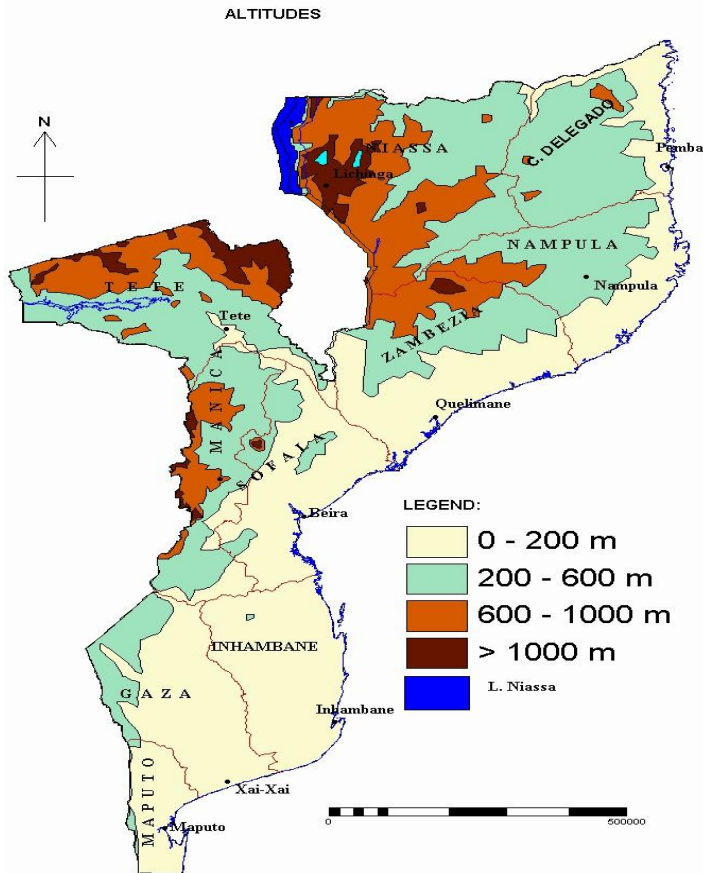 ALTITUDES
N
NIASSA
Lichinga
C. DELEGADO
Pemba
NAMPULA
Nampula
TETE
Tete
ZAMBEZIA
MANICA
Quelimane
SOFALA
Beira
LEGEND:
0 - 200 m
200 - 600 m
600 - 1000 m
> 1000 m
L. Niassa
INHAMBANE
GAZA
Inhambane
MAPUTO
Xai-Xai
Maputo
0 500000